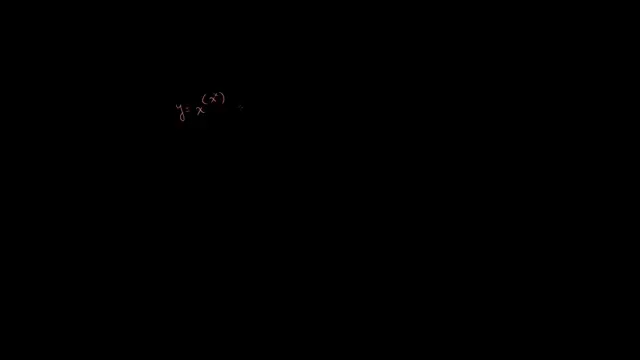 y = x^(x^x)